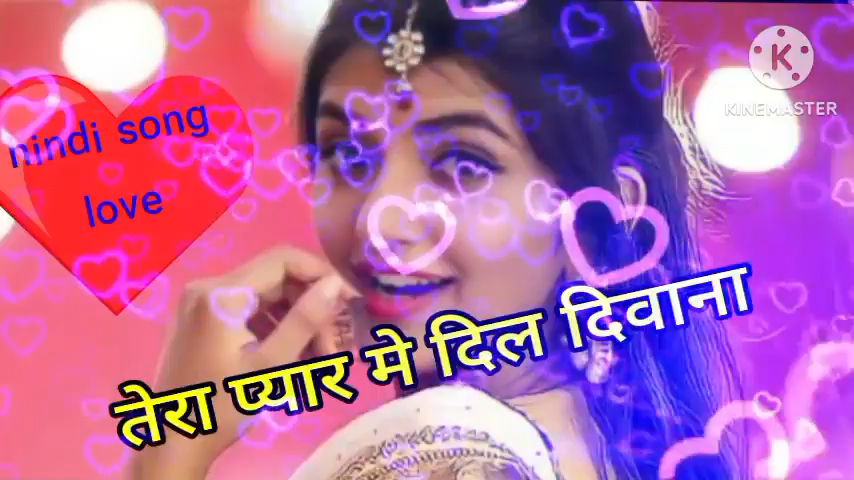 KINEMASTER
hindi song
love
तेरा प्यार मे दिल दिवाना